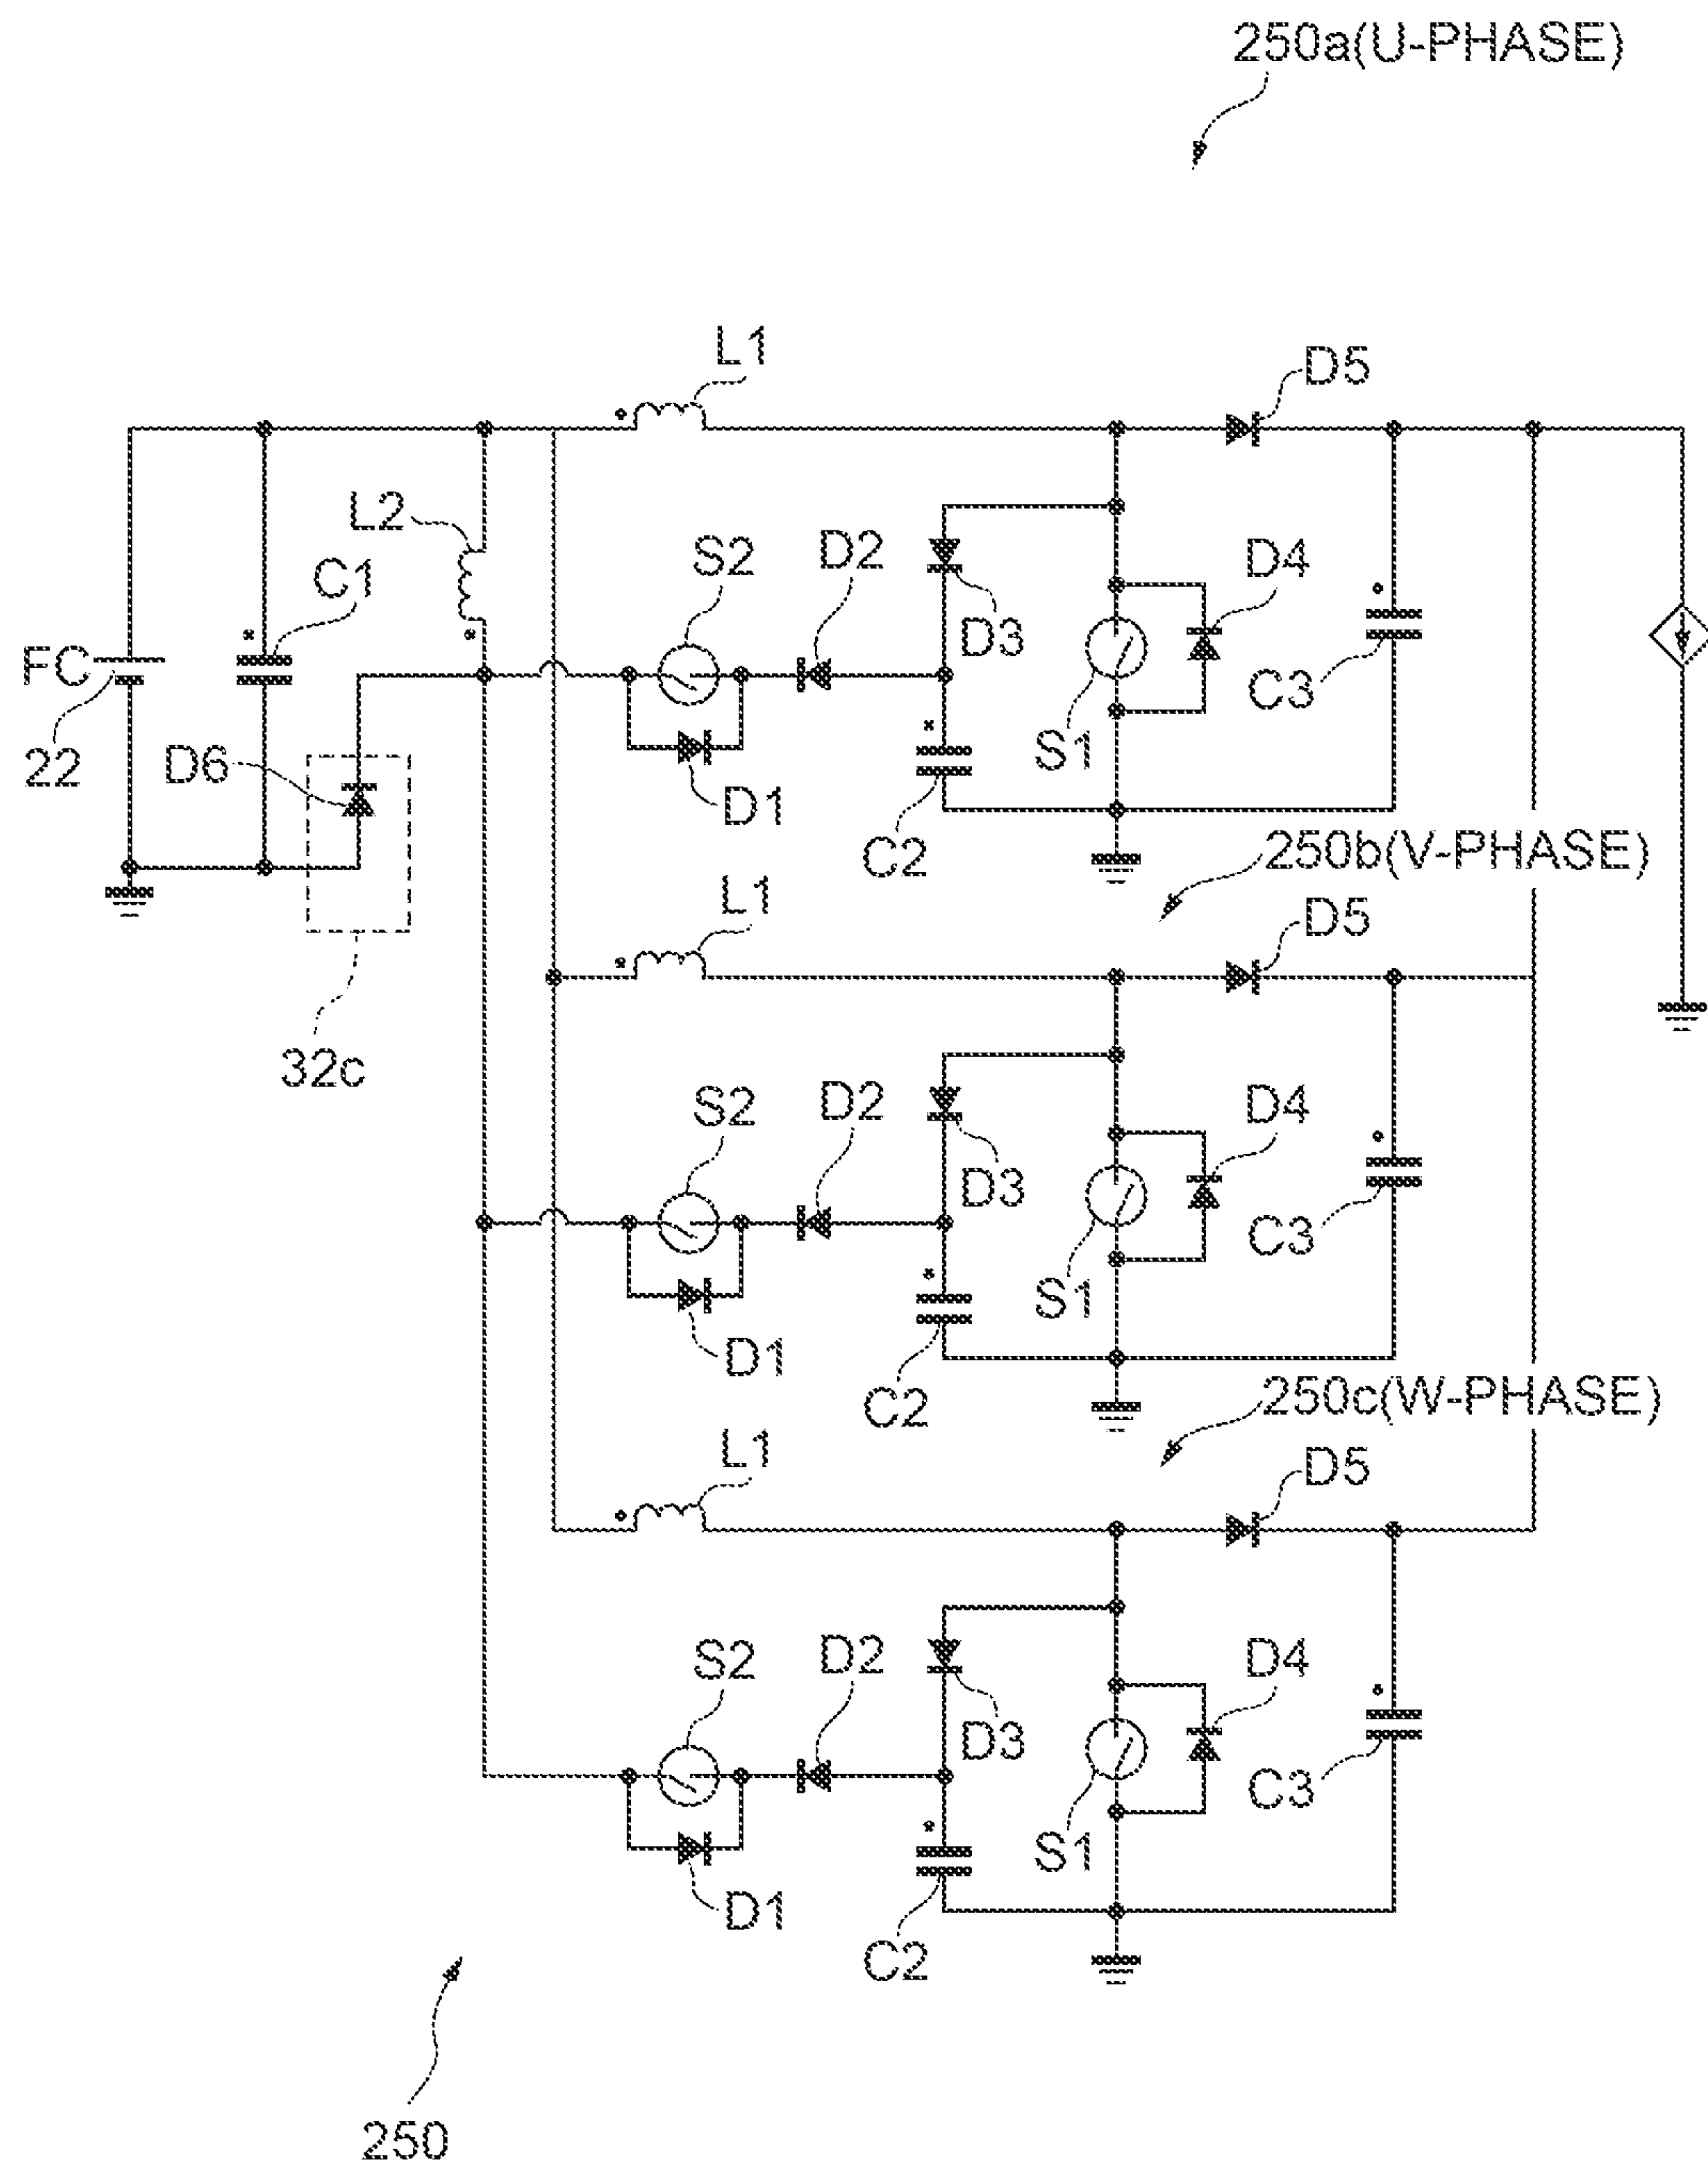 250a(U-PHASE)
L1
D5
L2
C1
S2
D2
D3
D4
FC
22
C3
S1
D6
D1
C2
250b(V-PHASE)
L1
D5
32c
S2
D2
D3
D4
C3
S1
D1
C2
250c(W-PHASE)
L1
D5
S2
D2
D3
D4
C3
S1
D1
C2
250